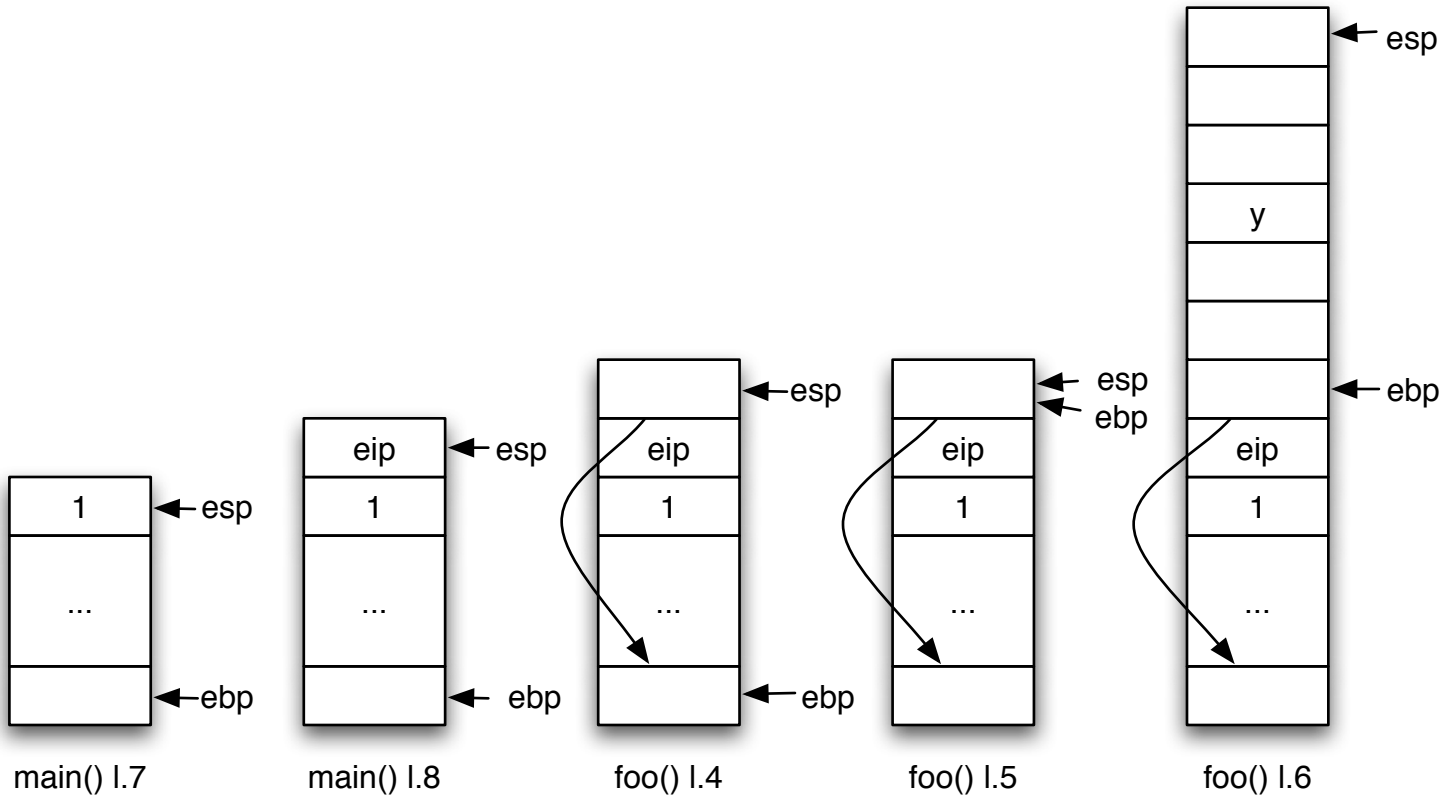 esp
y
ebp
esp
esp
ebp
eip
esp
eip
eip
eip
1
esp
1
1
1
1
...
...
...
...
...
ebp
ebp
ebp
main() l.7
main() l.8
foo() l.4
foo() l.5
foo() l.6